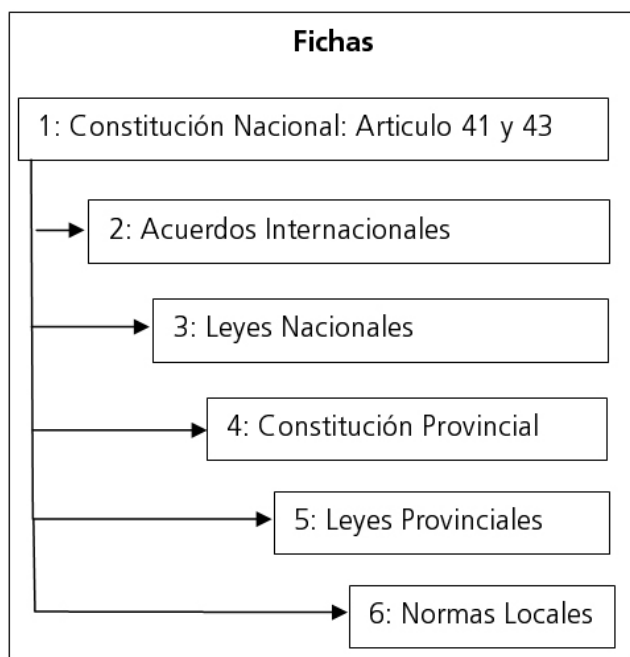 Fichas
1: Constitución Nacional: Articulo 41 y 43
2: Acuerdos Internacionales
3: Leyes Nacionales
4: Constitución Provincial
5: Leyes Provinciales
6: Normas Locales